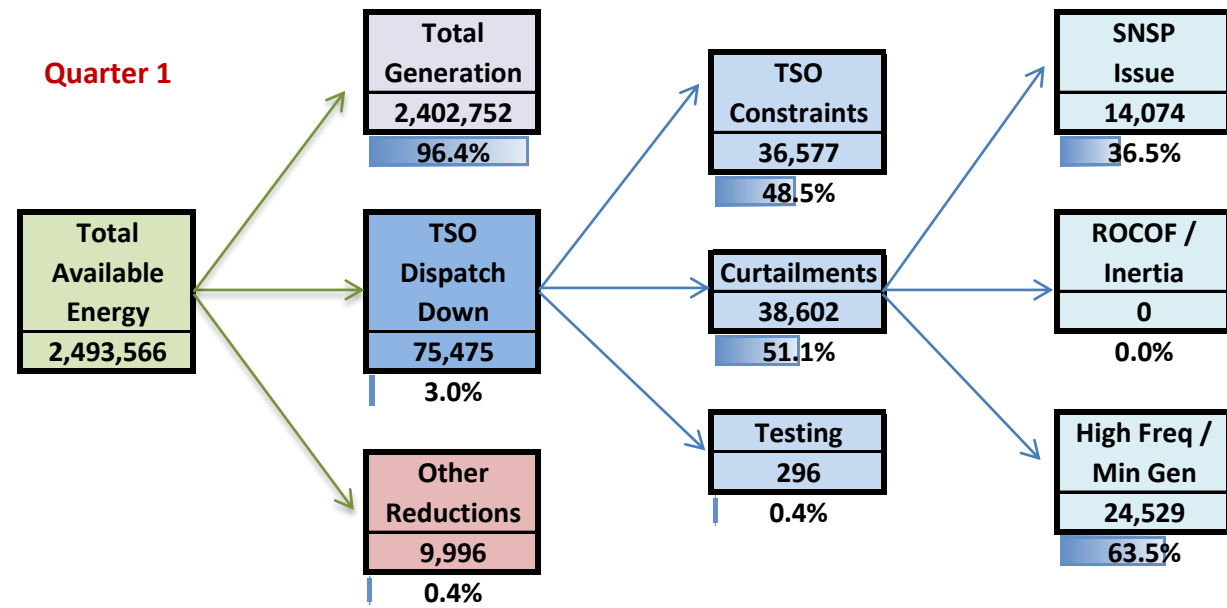 Quarter 1
Total
Available
Energy
2,493,566
Total
Generation
2,402,752
96.4%
TSO
Dispatch
Down
75,475
3.0%
Other
Reductions
9,996
0.4%
TSO
Constraints
36,577
48.5%
Curtailments
38,602
51.1%
Testing
296
0.4%
SNSP
Issue
14,074
36.5%
ROCOF /
Inertia
0
0.0%
High Freq /
Min Gen
24,529
63.5%